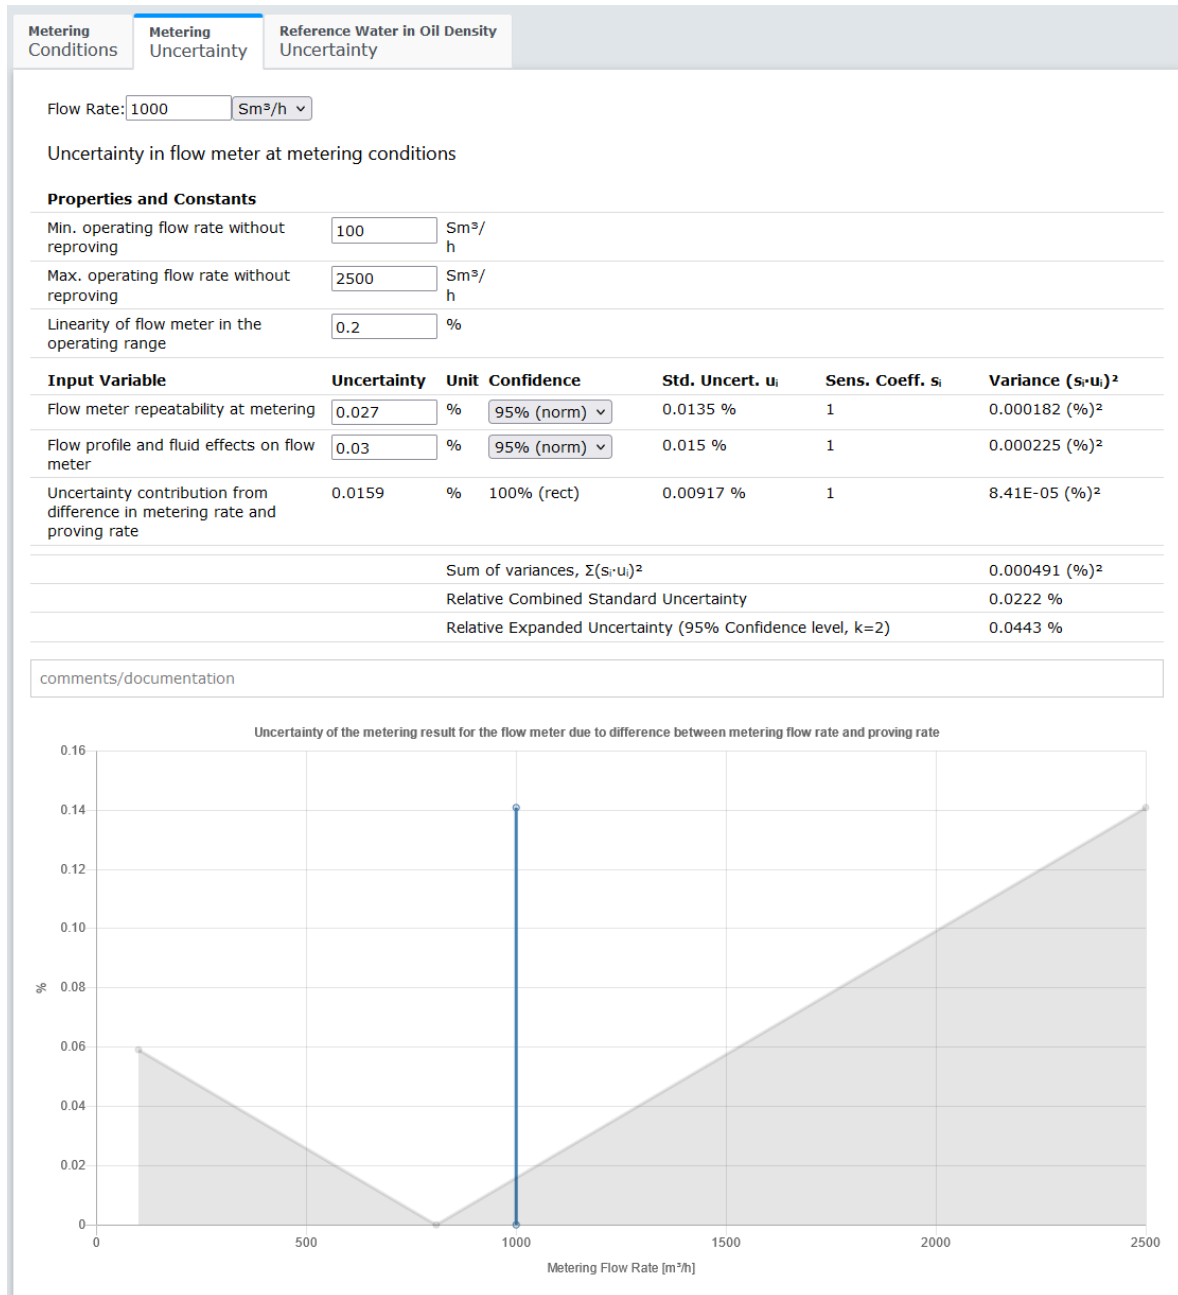 Metering
Conditions
Metering
Uncertainty
Reference Water in Oil Density
Uncertainty
Flow Rate: 1000 Sm³/h
Uncertainty in flow meter at metering conditions
Properties and Constants
Min. operating flow rate without
reproving
100
Sm³/
h
Max. operating flow rate without
reproving
2500
Sm³/
h
Linearity of flow meter in the
operating range
0.2
%
Input Variable Uncertainty Unit Confidence Std. Uncert. uᵢ Sens. Coeff. sᵢ Variance (sᵢ·uᵢ)²
Flow meter repeatability at metering 0.027 % 95% (norm) 0.0135 % 1 0.000182 (%)²
Flow profile and fluid effects on flow
meter
0.03 % 95% (norm) 0.015 % 1 0.000225 (%)²
Uncertainty contribution from
difference in metering rate and
proving rate
0.0159 % 100% (rect) 0.00917 % 1 8.41E-05 (%)²
Sum of variances, Σ(sᵢ·uᵢ)² 0.000491 (%)²
Relative Combined Standard Uncertainty 0.0222 %
Relative Expanded Uncertainty (95% Confidence level, k=2) 0.0443 %
comments/documentation
Uncertainty of the metering result for the flow meter due to difference between metering flow rate and proving rate
0.16
0.14
0.12
0.10
0.08
0.06
0.04
0.02
0
%
0 500 1000 1500 2000 2500
Metering Flow Rate [m³/h]